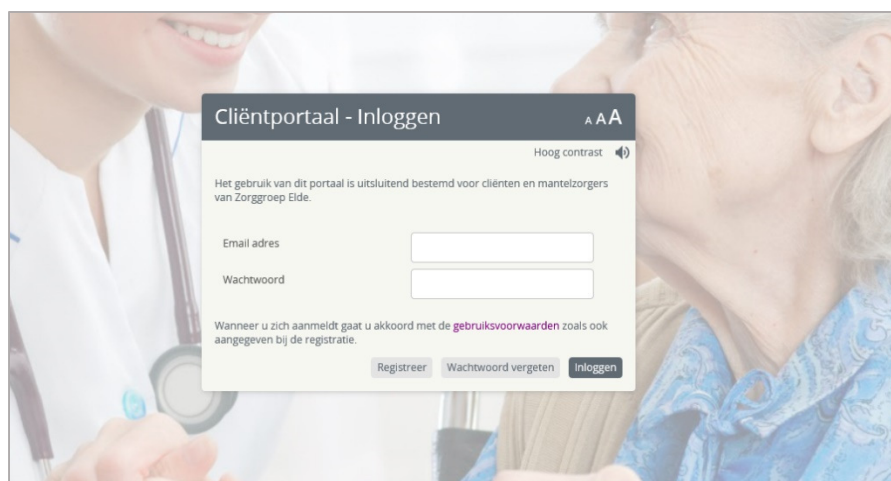 Cliëntportaal - Inloggen
A A A
Hoog contrast
Het gebruik van dit portaal is uitsluitend bestemd voor cliënten en mantelzorgers
van Zorggroep Elde.
Email adres
Wachtwoord
Wanneer u zich aanmeldt gaat u akkoord met de gebruiksvoorwaarden zoals ook
aangegeven bij de registratie.
Registreer Wachtwoord vergeten Inloggen